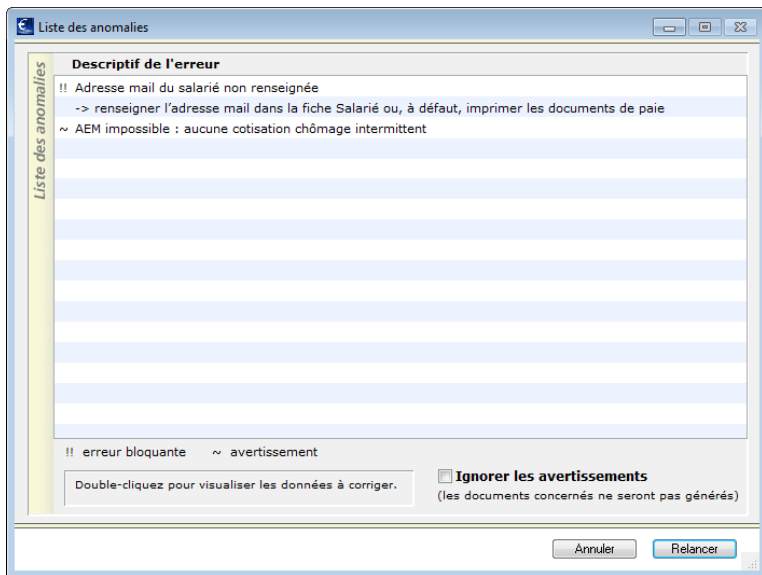 Liste des anomalies
Liste des anomalies
Descriptif de l'erreur
!! Adresse mail du salarié non renseignée
-> renseigner l'adresse mail dans la fiche Salarié ou, à défaut, imprimer les documents de paie
~ AEM impossible : aucune cotisation chômage intermittent
!! erreur bloquante ~ avertissement
Double-cliquez pour visualiser les données à corriger.
Ignorer les avertissements
(les documents concernés ne seront pas générés)
Annuler Relancer